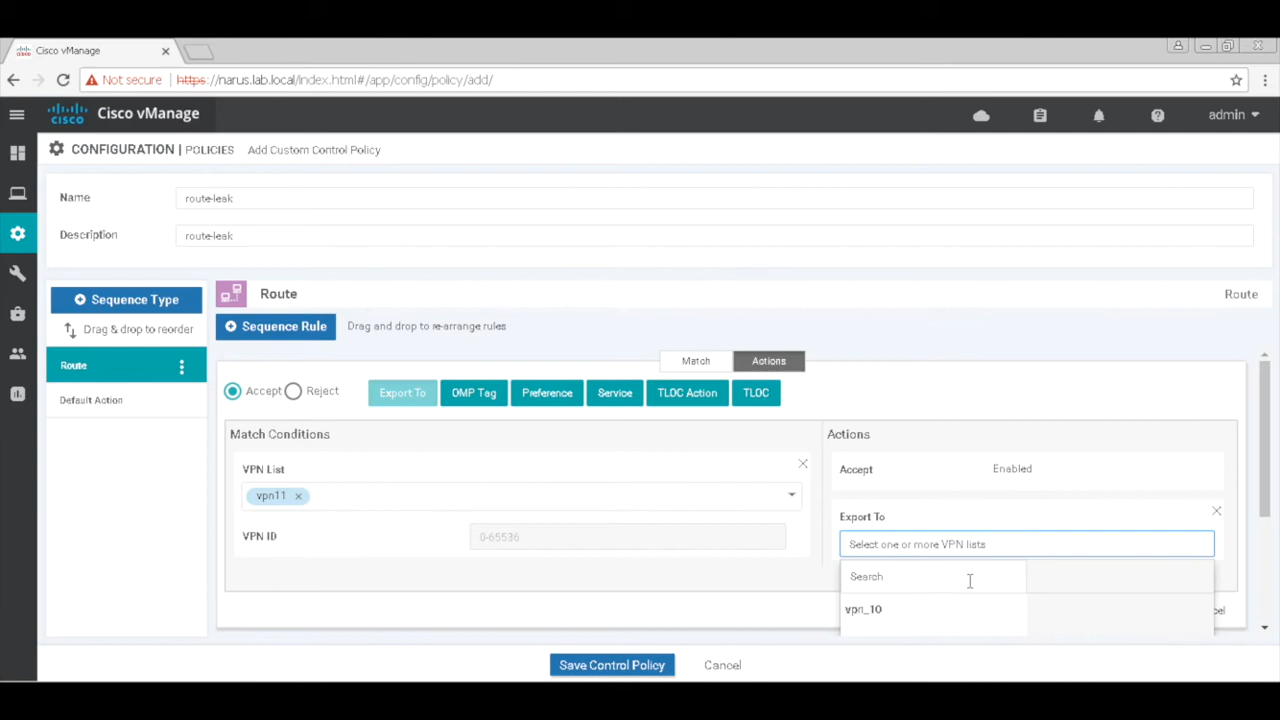 Cisco vManage
Not secure | https://narus.lab.local/index.html#/app/config/policy/add/
CISCO
Cisco vManage
admin
CONFIGURATION | POLICIES Add Custom Control Policy
Name route-leak
Description route-leak
Sequence Type
Drag & drop to reorder
Route
Default Action
Route Route
Sequence Rule Drag and drop to re-arrange rules
Match Actions
Accept Reject Export To OMP Tag Preference Service TLOC Action TLOC
Match Conditions
VPN List
vpn11 ×
VPN ID 0-65536
Actions
Accept Enabled
Export To
Select one or more VPN lists
Search
vpn_10
cel
Save Control Policy Cancel